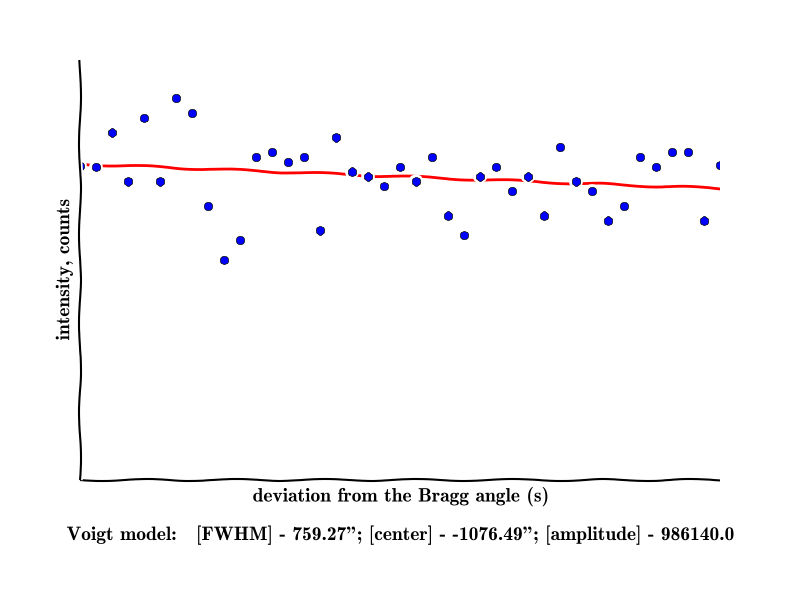 intensity, counts
deviation from the Bragg angle (s)
Voigt model: [FWHM] - 759.27”; [center] - -1076.49”; [amplitude] - 986140.0